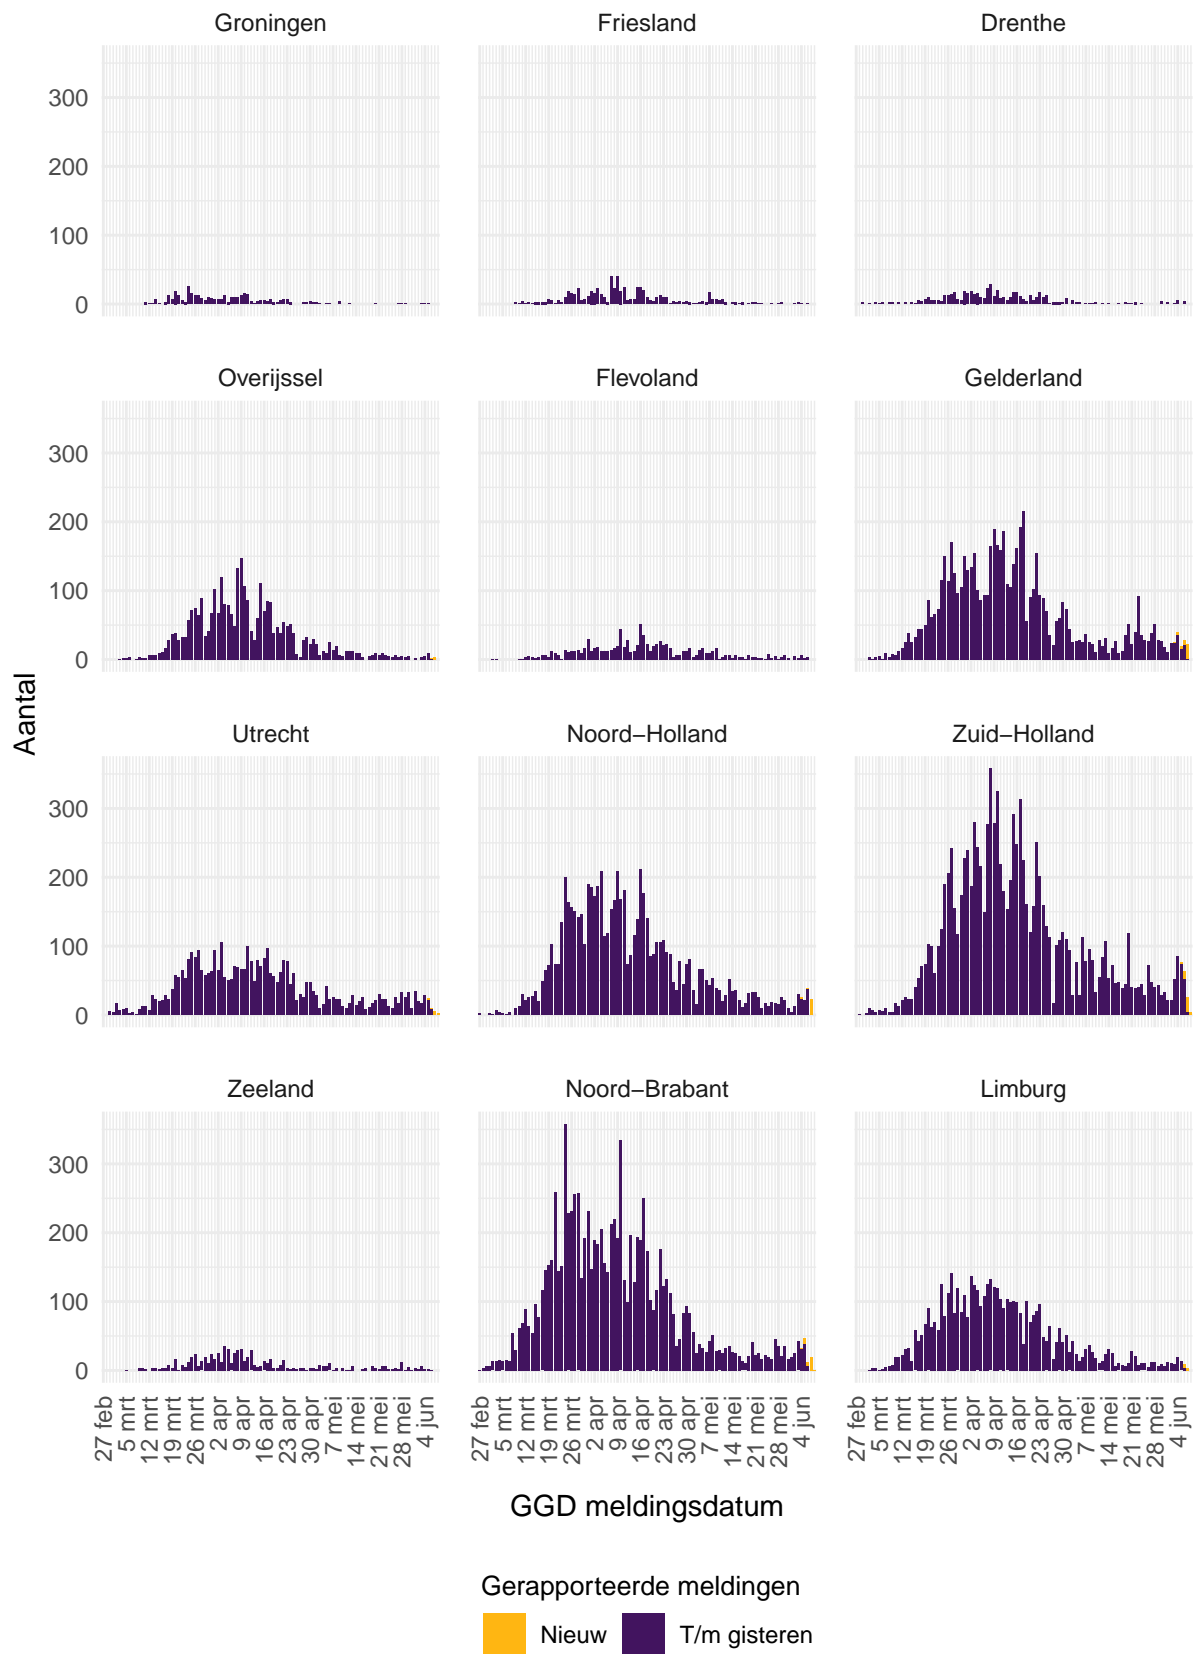 Groningen Friesland Drenthe
300
200
100
0
Overijssel Flevoland Gelderland
300
200
100
0
Aantal
Utrecht Noord−Holland Zuid−Holland
300
200
100
0
Zeeland Noord−Brabant Limburg
300
200
100
0
27 feb 5 mrt 12 mrt 19 mrt 26 mrt 2 apr 9 apr 16 apr 23 apr 30 apr 7 mei 14 mei 21 mei 28 mei 4 jun 27 feb 5 mrt 12 mrt 19 mrt 26 mrt 2 apr 9 apr 16 apr 23 apr 30 apr 7 mei 14 mei 21 mei 28 mei 4 jun 27 feb 5 mrt 12 mrt 19 mrt 26 mrt 2 apr 9 apr 16 apr 23 apr 30 apr 7 mei 14 mei 21 mei 28 mei 4 jun
GGD meldingsdatum
Gerapporteerde meldingen
Nieuw T/m gisteren